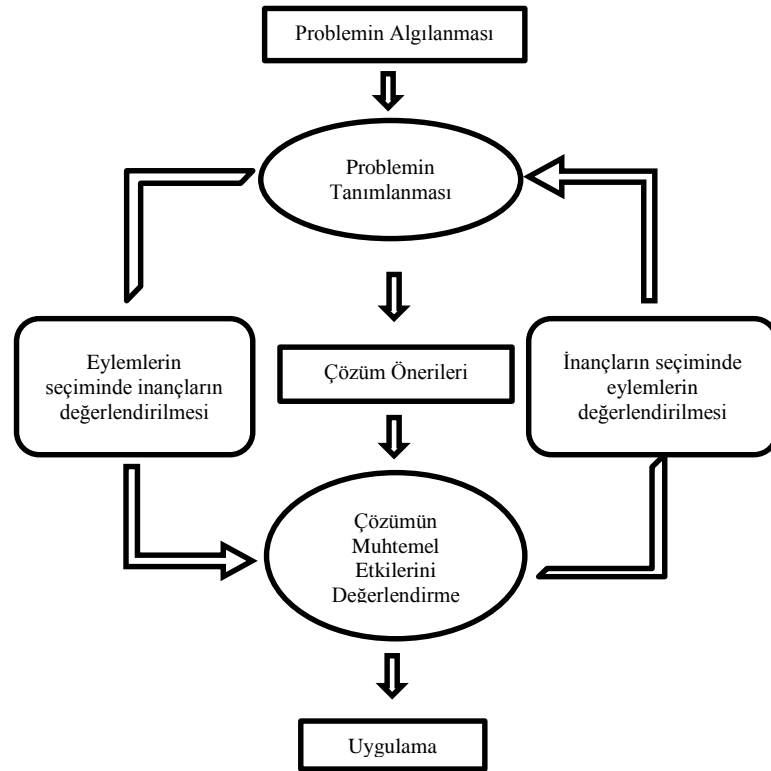 Problemin Algılanması
Problemin
Tanımlanması
Eylemlerin
seçiminde inançların
değerlendirilmesi
Çözüm Önerileri
İnançların seçiminde
eylemlerin
değerlendirilmesi
Çözümün
Muhtemel
Etkilerini
Değerlendirme
Uygulama